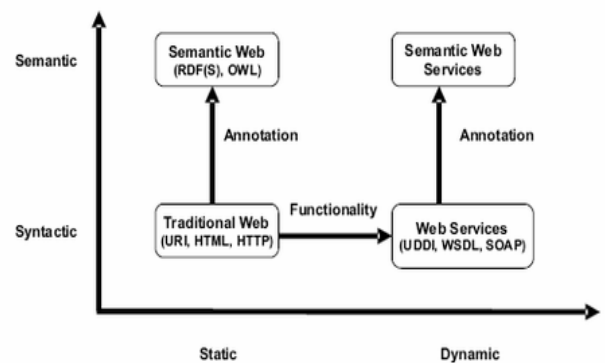 Semantic
Semantic Web
(RDF(S), OWL)
Semantic Web
Services
Annotation
Annotation
Syntactic
Traditional Web
(URI, HTML, HTTP)
Functionality
Web Services
(UDDI, WSDL, SOAP)
Static
Dynamic